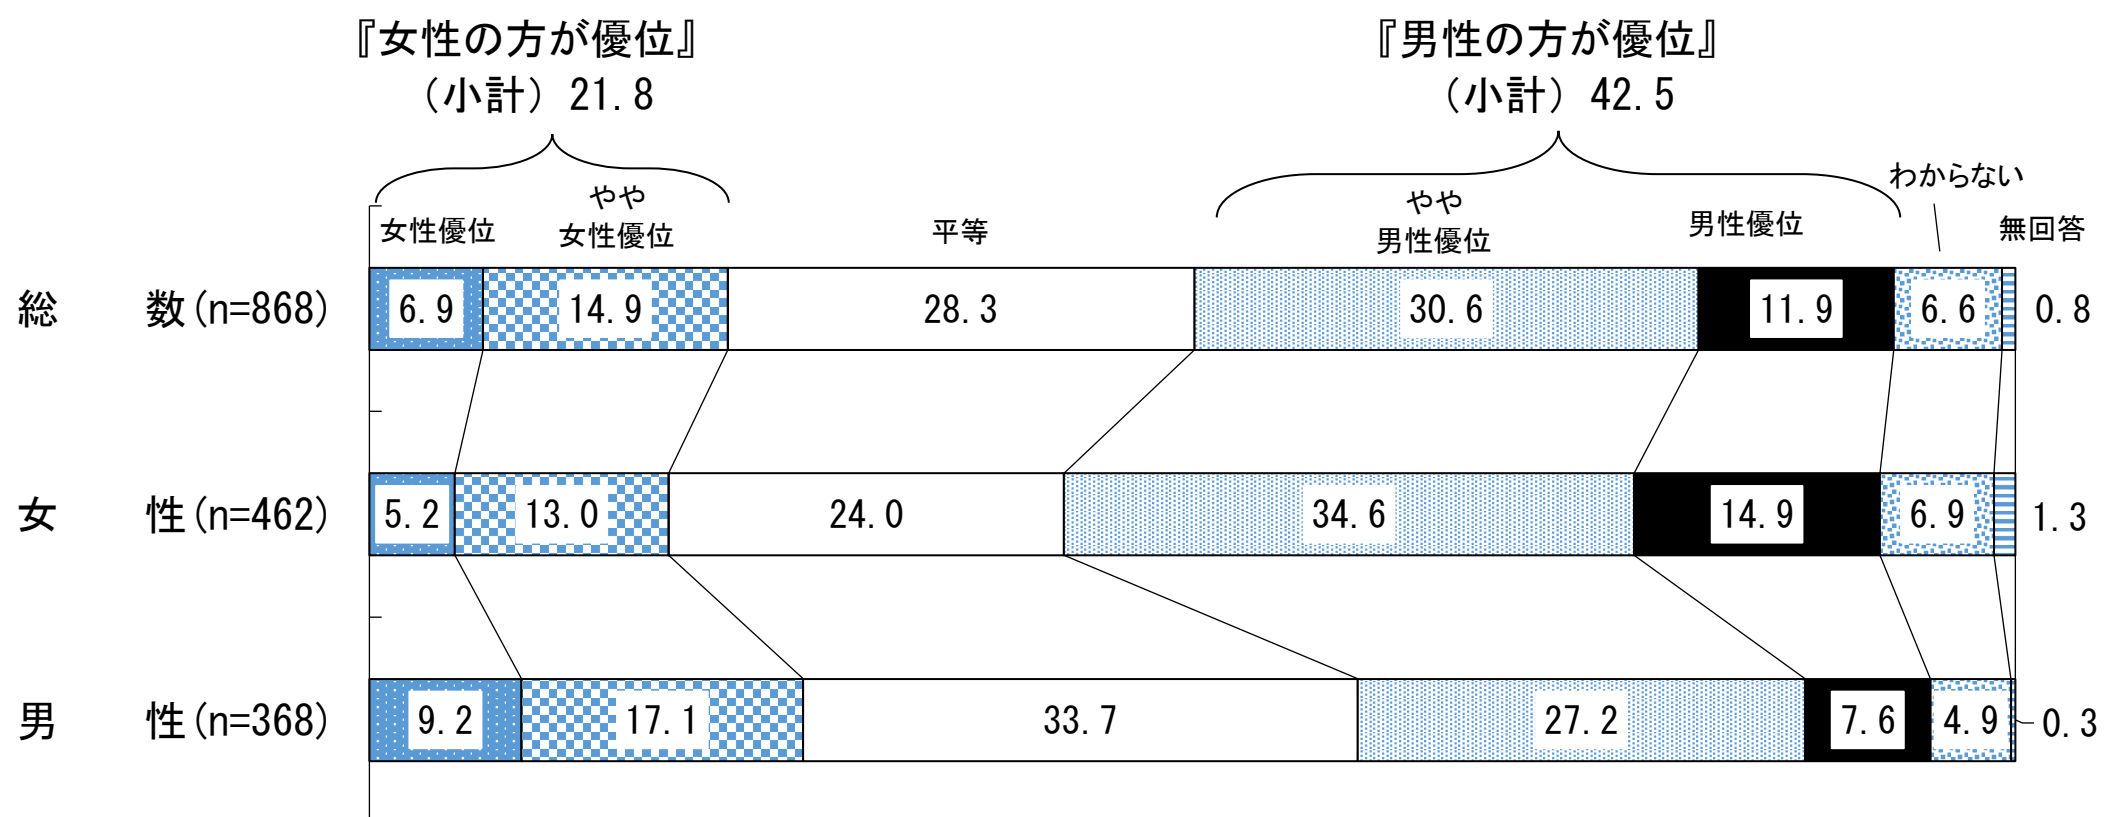 『女性の方が優位』
（小計）21.8
『男性の方が優位』
（小計）42.5
女性優位
やや
女性優位
平等
やや
男性優位
男性優位
わからない
無回答
総　　数(n=868)
6.9
14.9
28.3
30.6
11.9
6.6
0.8
女　　性(n=462)
5.2
13.0
24.0
34.6
14.9
6.9
1.3
男　　性(n=368)
9.2
17.1
33.7
27.2
7.6
4.9
0.3